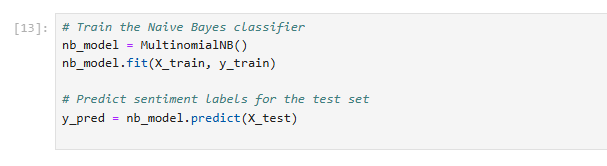 [13]: # Train the Naive Bayes classifier
nb_model = MultinomialNB()
nb_model.fit(X_train, y_train)
# Predict sentiment labels for the test set
y_pred = nb_model.predict(X_test)